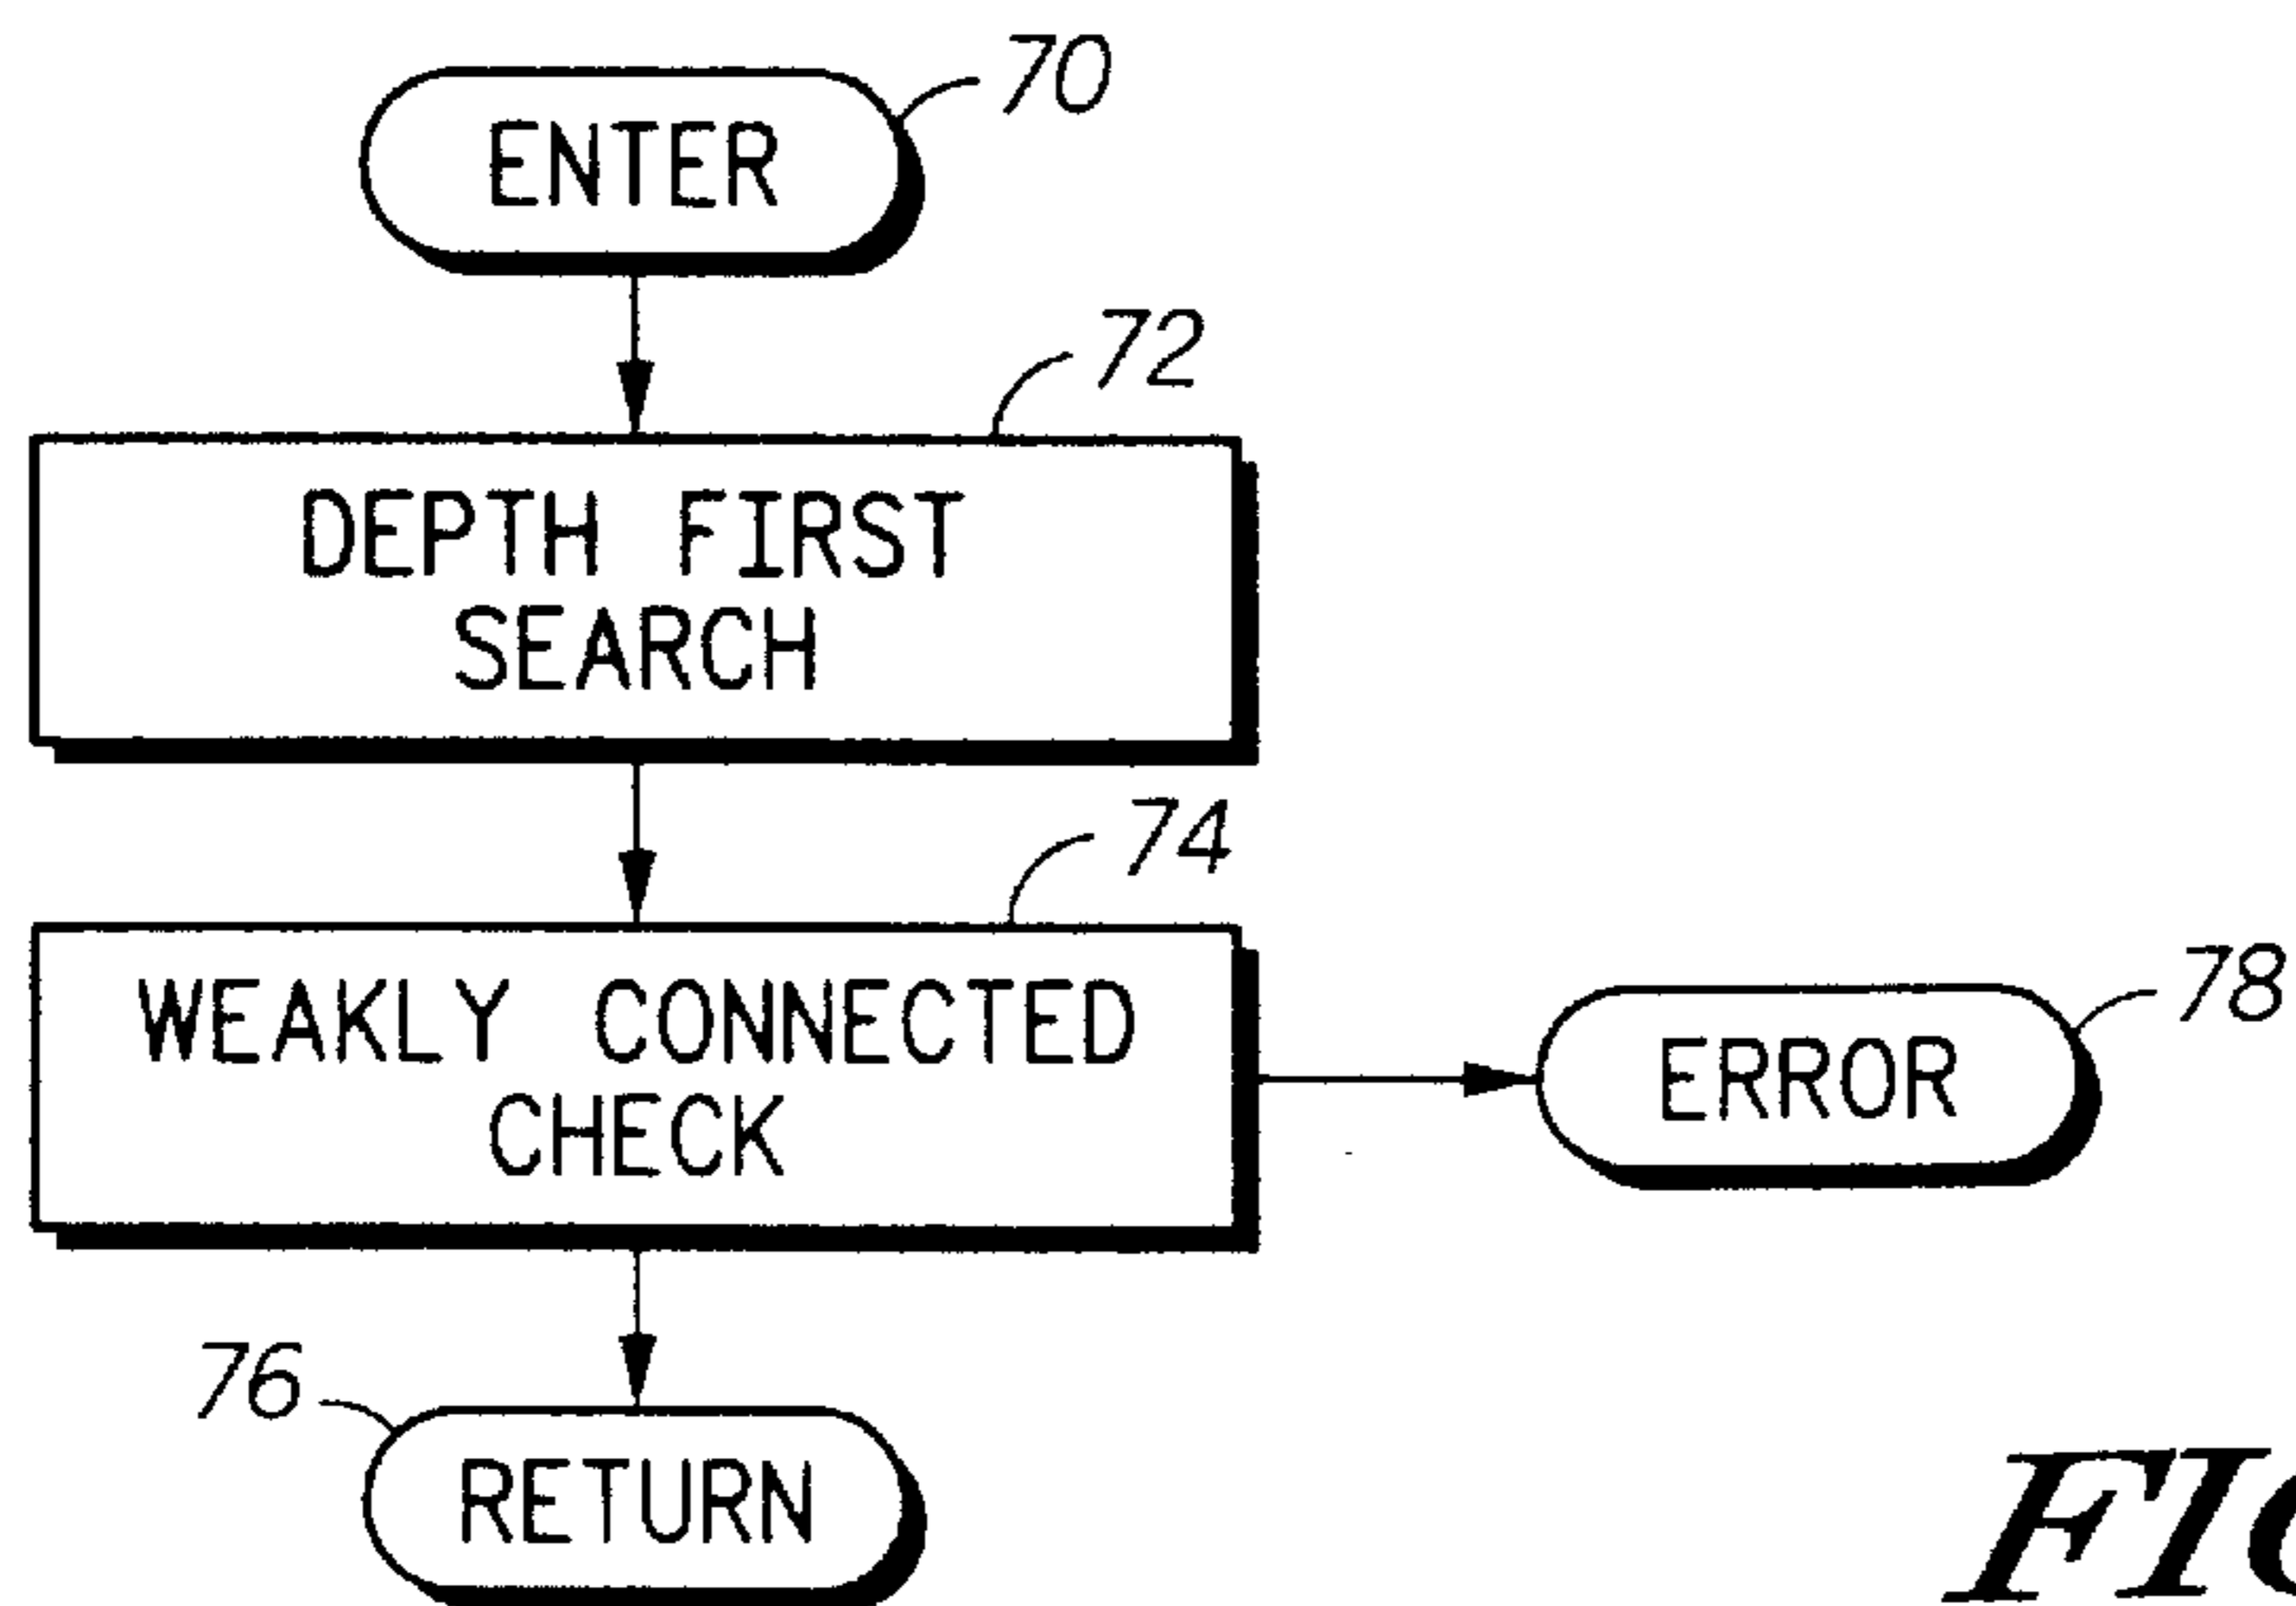 ENTER
70
72
DEPTH FIRST
SEARCH
74
WEAKLY CONNECTED
CHECK
78
ERROR
76
RETURN